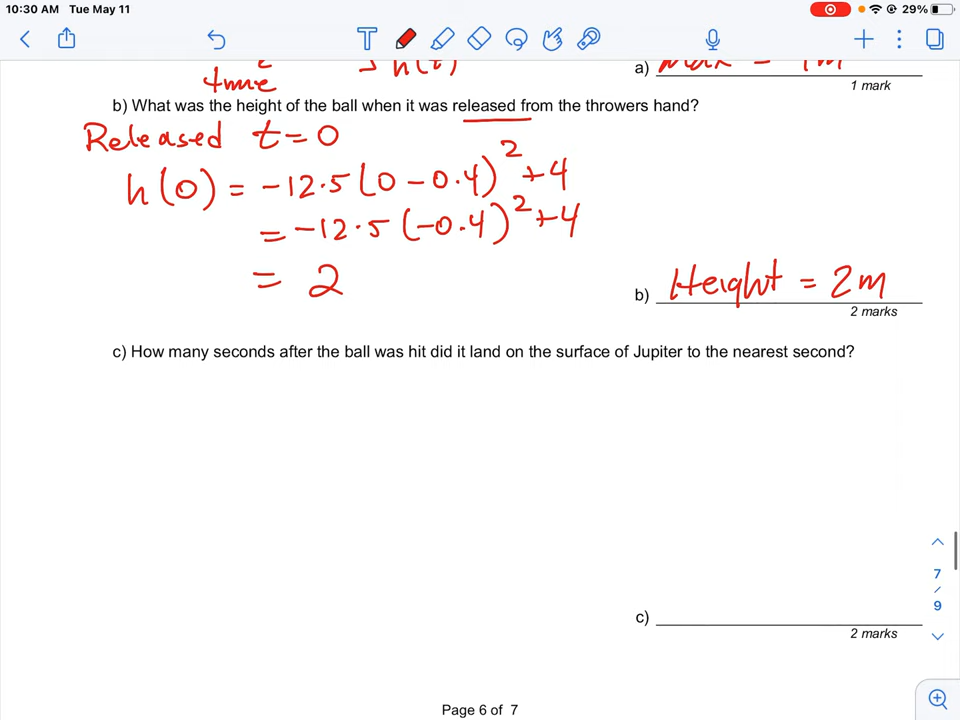 10:30 AM Tue May 11 29%
time h(t)
a) max = 4m
1 mark
b) What was the height of the ball when it was released from the throwers hand?
Released t=0
h(0) = -12.5(0-0.4)²+4
= -12.5(-0.4)²+4
= 2
b) Height = 2m
2 marks
c) How many seconds after the ball was hit did it land on the surface of Jupiter to the nearest second?
7
/
9
c)
2 marks
Page 6 of 7